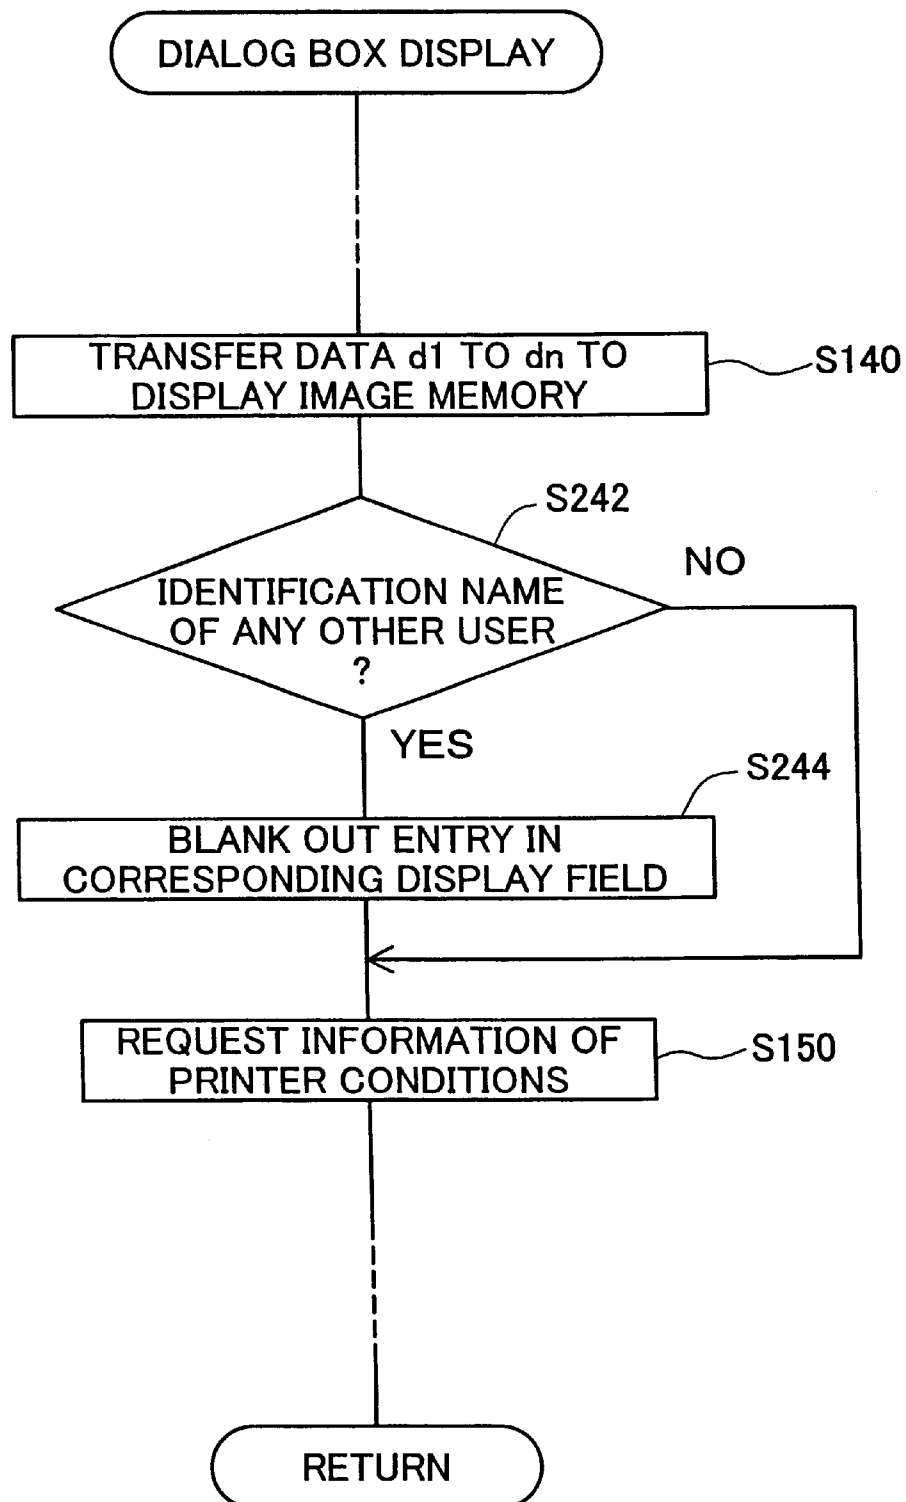 DIALOG BOX DISPLAY
TRANSFER DATA d1 TO dn TO
DISPLAY IMAGE MEMORY
S140
S242
IDENTIFICATION NAME
OF ANY OTHER USER
?
NO
YES
S244
BLANK OUT ENTRY IN
CORRESPONDING DISPLAY FIELD
REQUEST INFORMATION OF
PRINTER CONDITIONS
S150
RETURN